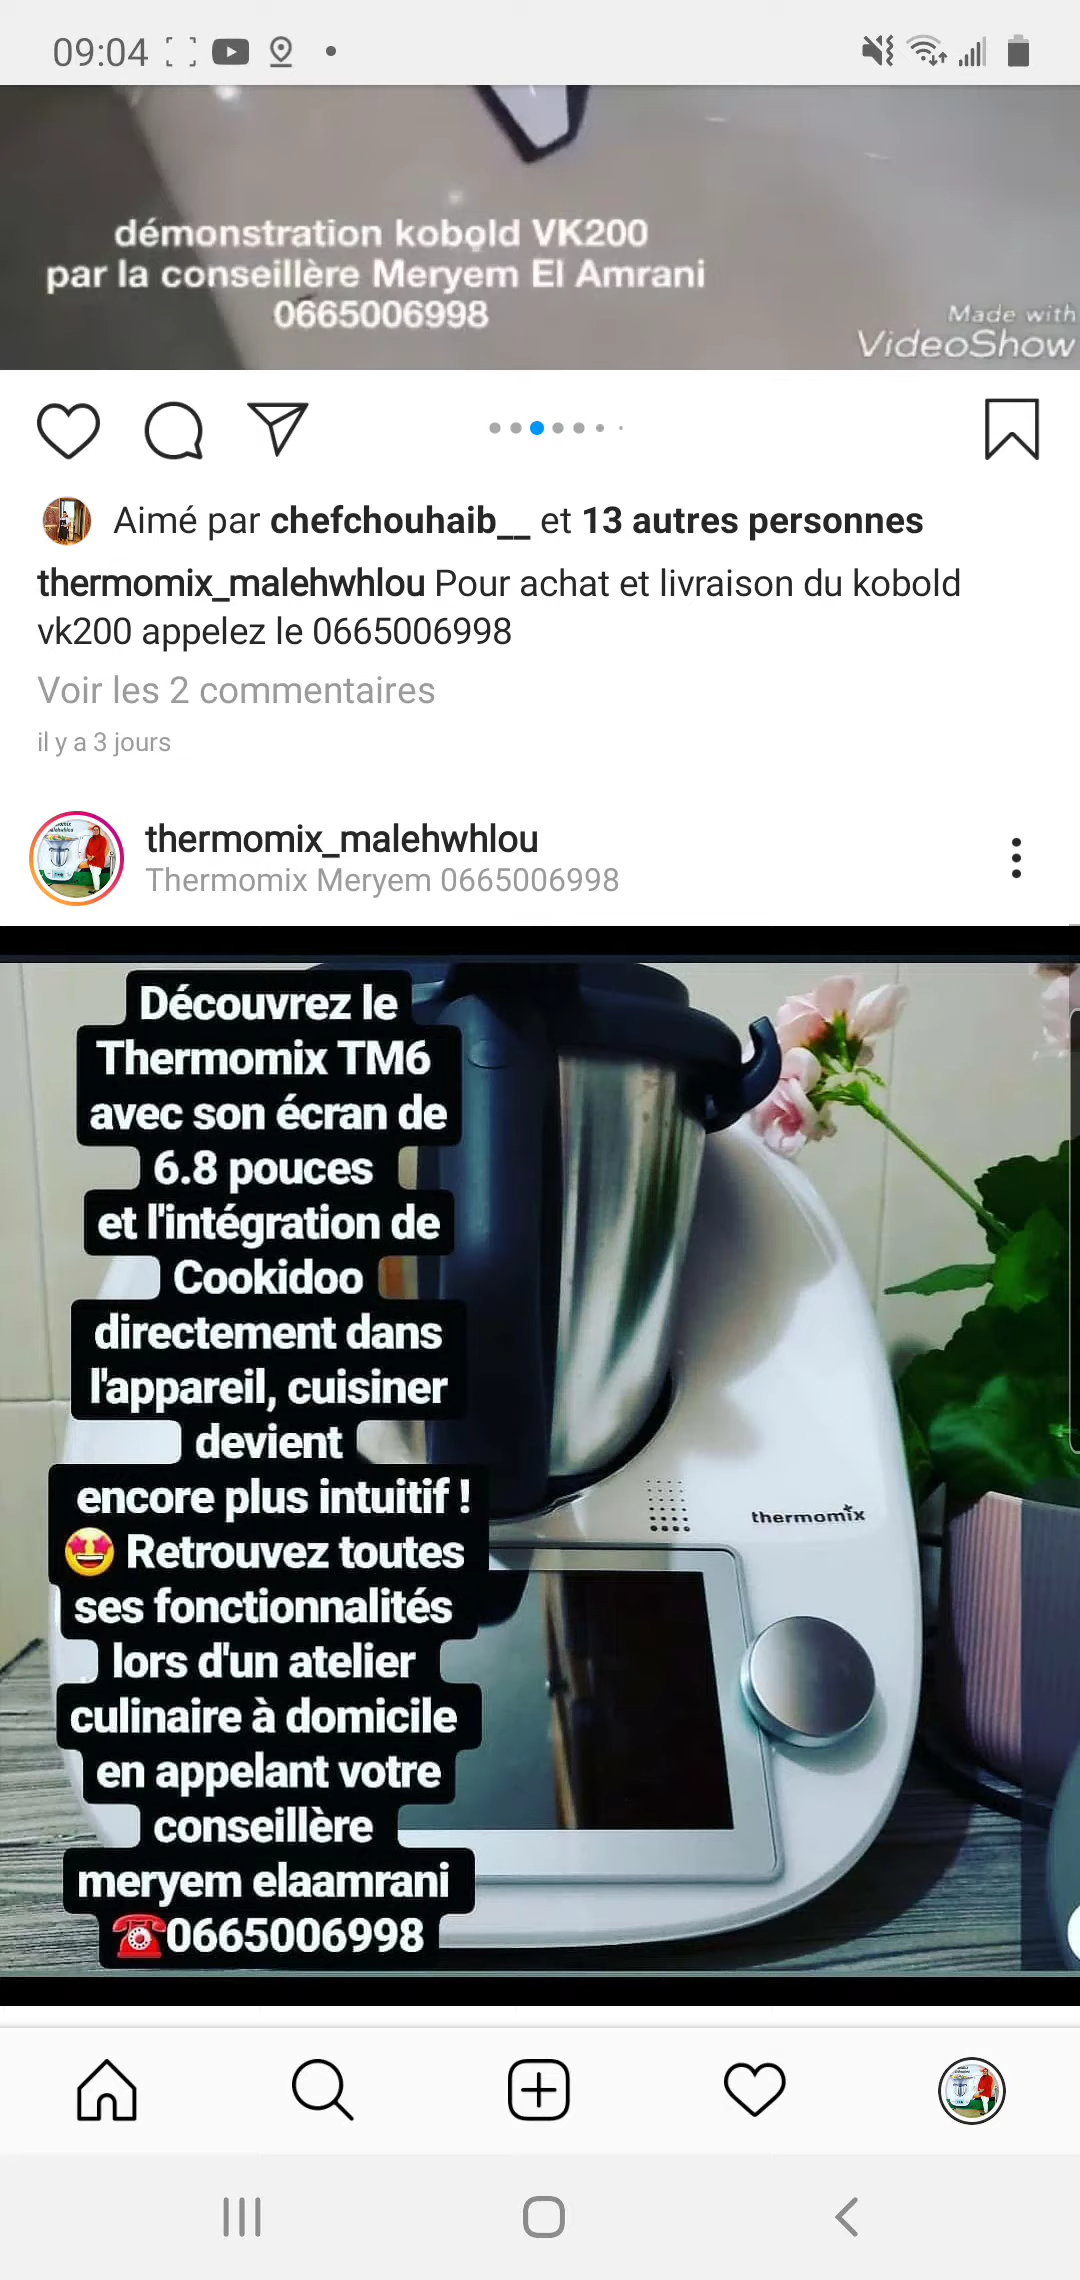 09:04
démonstration kobold VK200
par la conseillère Meryem El Amrani
0665006998
Made with
VideoShow
Aimé par chefchouhaib__ et 13 autres personnes
thermomix_malehwhlou Pour achat et livraison du kobold
vk200 appelez le 0665006998
Voir les 2 commentaires
il y a 3 jours
thermomix_malehwhlou
Thermomix Meryem 0665006998
Découvrez le
Thermomix TM6
avec son écran de
6.8 pouces
et l'intégration de
Cookidoo
directement dans
l'appareil, cuisiner
devient
encore plus intuitif !
🤩 Retrouvez toutes
ses fonctionnalités
lors d'un atelier
culinaire à domicile
en appelant votre
conseillère
meryem elaamrani
☎️0665006998
thermomix